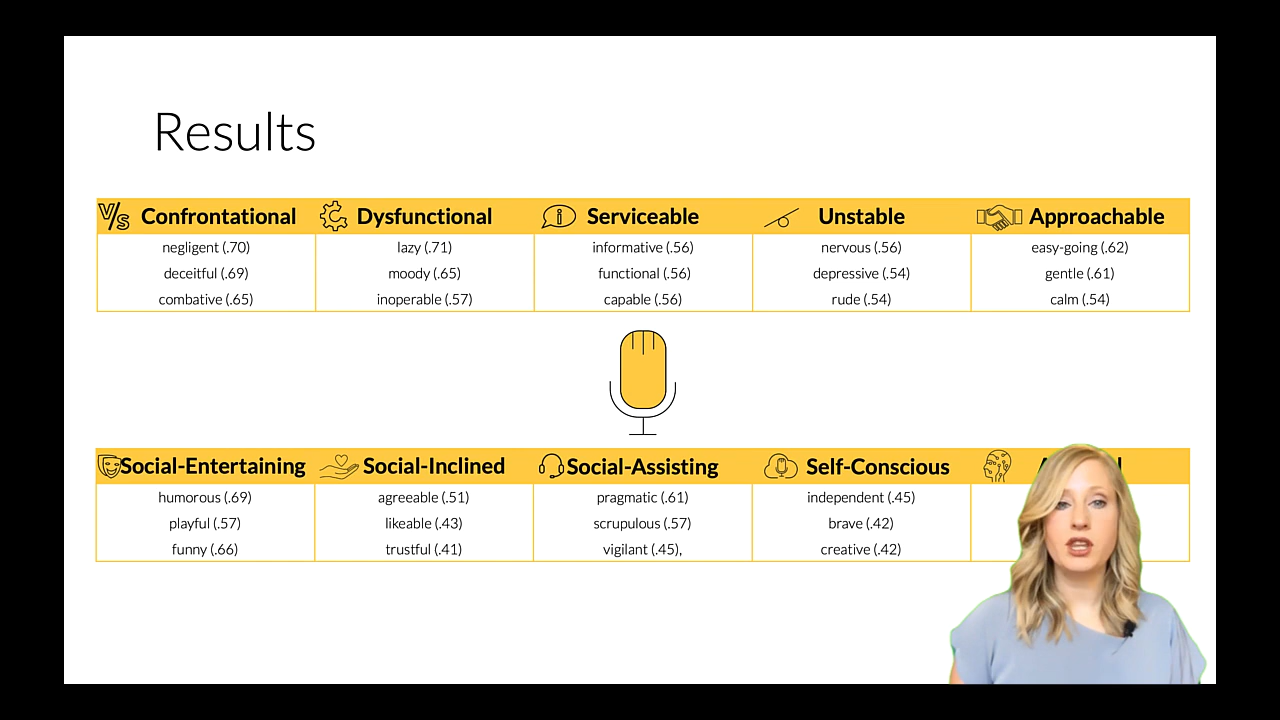 Results
V/s Confrontational Dysfunctional Serviceable Unstable Approachable
negligent (.70) lazy (.71) informative (.56) nervous (.56) easy-going (.62)
deceitful (.69) moody (.65) functional (.56) depressive (.54) gentle (.61)
combative (.65) inoperable (.57) capable (.56) rude (.54) calm (.54)
Social-Entertaining Social-Inclined Social-Assisting Self-Conscious
humorous (.69) agreeable (.51) pragmatic (.61) independent (.45)
playful (.57) likeable (.43) scrupulous (.57) brave (.42)
funny (.66) trustful (.41) vigilant (.45), creative (.42)